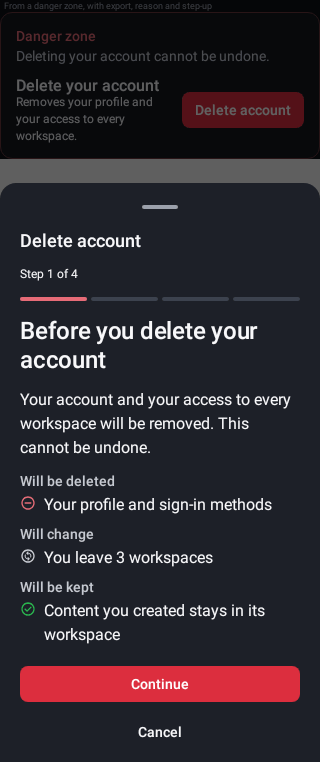 From a danger zone, with export, reason and step-up
Danger zone
Deleting your account cannot be undone.
Delete your account
Removes your profile and
your access to every
workspace.
Delete account
Delete account
Step 1 of 4
Before you delete your
account
Your account and your access to every
workspace will be removed. This
cannot be undone.
Will be deleted
Your profile and sign-in methods
Will change
You leave 3 workspaces
Will be kept
Content you created stays in its
workspace
Continue
Cancel